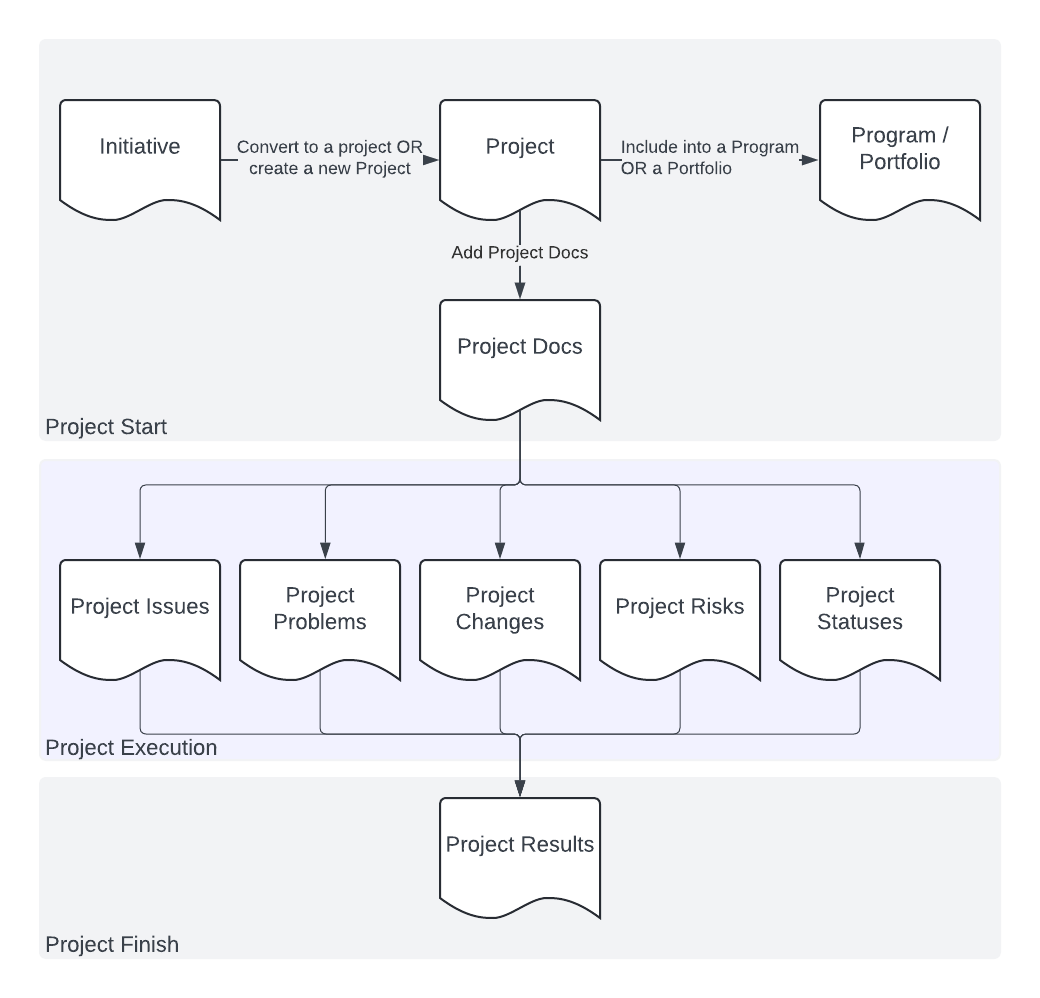 Initiative
Convert to a project OR
create a new Project
Project
Include into a Program
OR a Portfolio
Program /
Portfolio
Add Project Docs
Project Docs
Project Start
Project Issues
Project
Problems
Project
Changes
Project Risks
Project
Statuses
Project Execution
Project Results
Project Finish